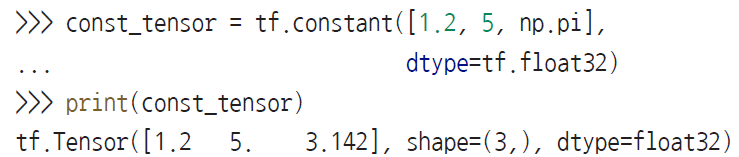 >>> const_tensor = tf.constant([1.2, 5, np.pi],
...                             dtype=tf.float32)
>>> print(const_tensor)
tf.Tensor([1.2   5.    3.142], shape=(3,), dtype=float32)